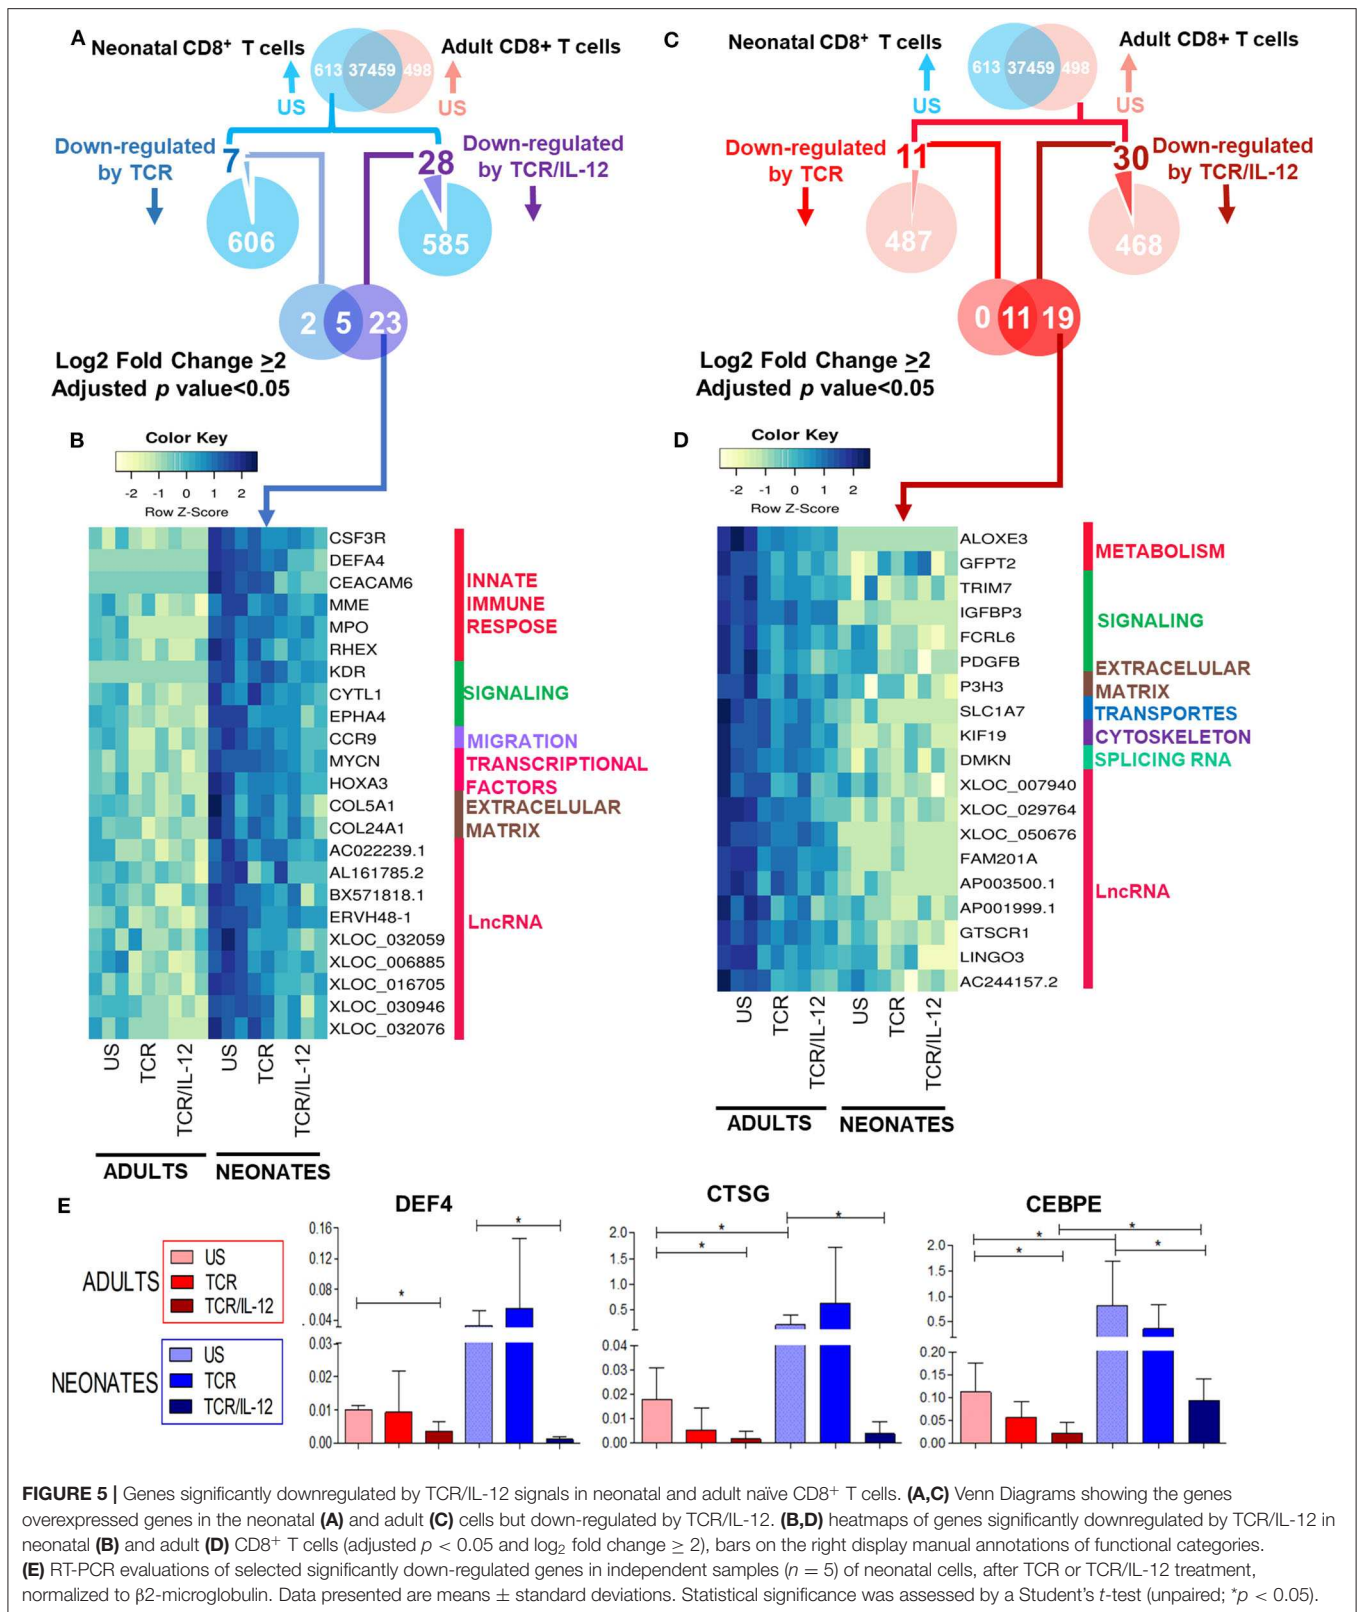 A
Neonatal CD8+ T cells
Adult CD8+ T cells
613 37459 498
US
US
Down-regulated
by TCR
7
28
Down-regulated
by TCR/IL-12
606
585
2 5 23
Log2 Fold Change ≥2
Adjusted p value<0.05
C
Neonatal CD8+ T cells
Adult CD8+ T cells
613 37459 498
US
US
Down-regulated
by TCR
11
30
Down-regulated
by TCR/IL-12
487
468
0 11 19
Log2 Fold Change ≥2
Adjusted p value<0.05
B
Color Key
-2 -1 0 1 2
Row Z-Score
CSF3R
DEFA4
CEACAM6
MME
MPO
RHEX
KDR
CYTL1
EPHA4
CCR9
MYCN
HOXA3
COL5A1
COL24A1
AC022239.1
AL161785.2
BX571818.1
ERVH48-1
XLOC_032059
XLOC_006885
XLOC_016705
XLOC_030946
XLOC_032076
INNATE
IMMUNE
RESPOSE
SIGNALING
MIGRATION
TRANSCRIPTIONAL
FACTORS
EXTRACELULAR
MATRIX
LncRNA
US TCR TCR/IL-12 US TCR TCR/IL-12
ADULTS NEONATES
D
Color Key
-2 -1 0 1 2
Row Z-Score
ALOXE3
GFPT2
TRIM7
IGFBP3
FCRL6
PDGFB
P3H3
SLC1A7
KIF19
DMKN
XLOC_007940
XLOC_029764
XLOC_050676
FAM201A
AP003500.1
AP001999.1
GTSCR1
LINGO3
AC244157.2
METABOLISM
SIGNALING
EXTRACELULAR
MATRIX
TRANSPORTES
CYTOSKELETON
SPLICING RNA
LncRNA
US TCR TCR/IL-12 US TCR TCR/IL-12
ADULTS NEONATES
E
ADULTS
US
TCR
TCR/IL-12
NEONATES
US
TCR
TCR/IL-12
DEF4
0.16
0.12
0.08
0.04
0.03
0.02
0.01
0.00
*
*
CTSG
2.0
1.5
1.0
0.5
0.04
0.03
0.02
0.01
0.00
*
*
*
CEBPE
2.0
1.5
1.0
0.5
0.20
0.15
0.10
0.05
0.00
*
*
*
*
FIGURE 5 | Genes significantly downregulated by TCR/IL-12 signals in neonatal and adult naïve CD8+ T cells. (A,C) Venn Diagrams showing the genes
overexpressed genes in the neonatal (A) and adult (C) cells but down-regulated by TCR/IL-12. (B,D) heatmaps of genes significantly downregulated by TCR/IL-12 in
neonatal (B) and adult (D) CD8+ T cells (adjusted p < 0.05 and log2 fold change ≥ 2), bars on the right display manual annotations of functional categories.
(E) RT-PCR evaluations of selected significantly down-regulated genes in independent samples (n = 5) of neonatal cells, after TCR or TCR/IL-12 treatment,
normalized to β2-microglobulin. Data presented are means ± standard deviations. Statistical significance was assessed by a Student's t-test (unpaired; *p < 0.05).